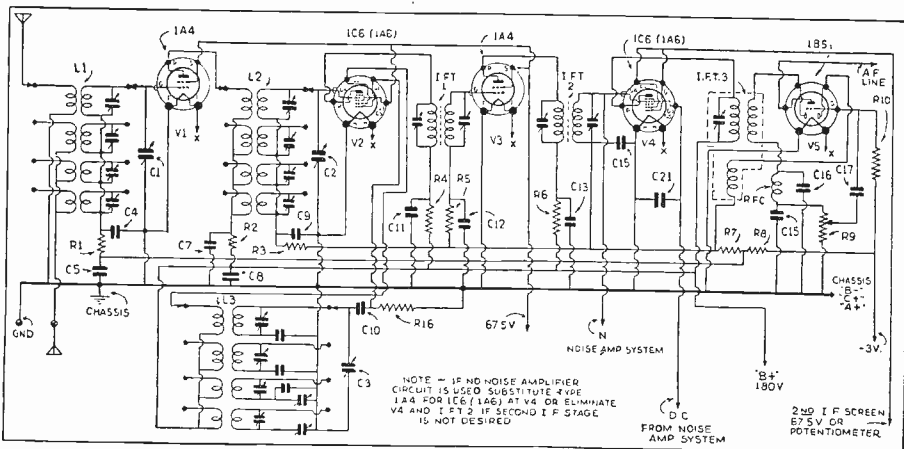 1A4
1C6 (1A6)
1A4
1C6 (1A6)
1B5
L1
L2
I.F.T
1
I.F.T
2
I.F.T.3
A.F.
LINE
R10
V1
X
V2
X
V3
X
V4
X
V5
X
C1
C2
C15
C21
RFC
C16
C17
C4
C9
R4
R5
R6
C13
C11
C12
C15
R9
R1
C7
R2
R3
R7
R8
C5
C8
CHASSIS
CHASSIS
"B-"
"C+"
"A+"
GND
LL3
C10
R16
67.5V
N
NOISE AMP SYSTEM
-3V.
C3
"B+"
180V
NOTE - IF NO NOISE AMPLIFIER
CIRCUIT IS USED SUBSTITUTE TYPE
1A4 FOR 1C6 (1A6) AT V4 OR ELIMINATE
V4 AND I FT 2 IF SECOND I F STAGE
IS NOT DESIRED
D C
FROM NOISE
AMP SYSTEM
2ND I F SCREEN
67.5V OR
POTENTIOMETER